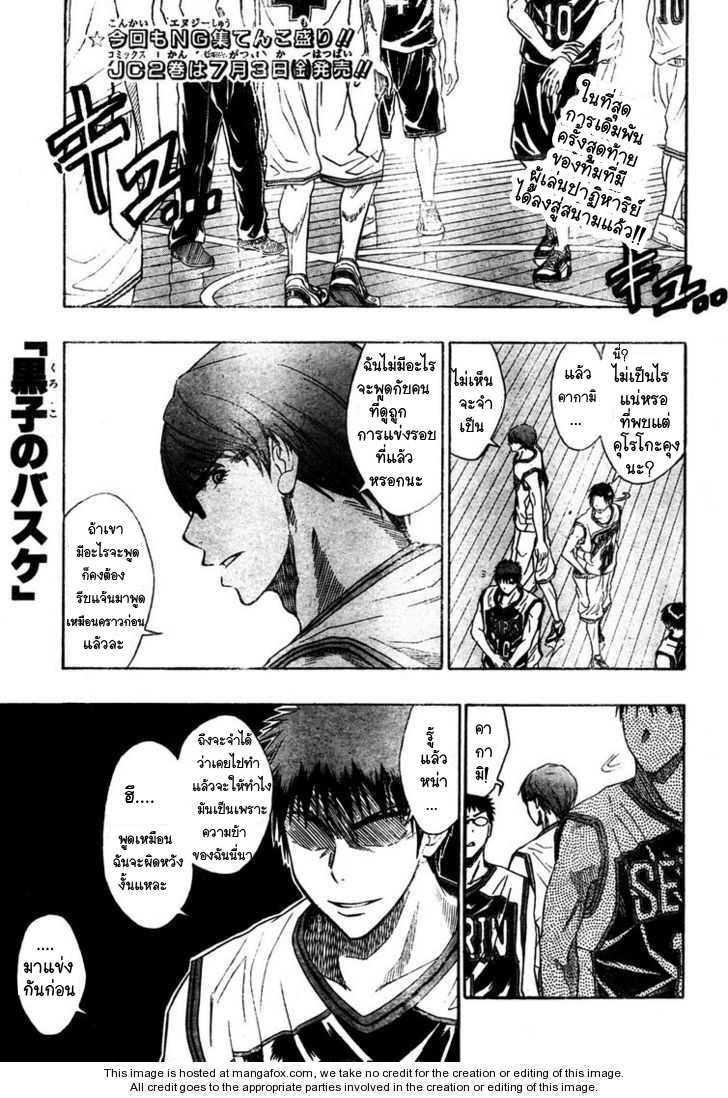 ☆今回もNG集てんこ盛り!!
JC2巻は7月3日㊎発売!!
10
4
10
ในที่สุด
การเดิมพัน
ครั้งสุดท้าย
ของทีมที่มี
ผู้เล่นปาฏิหาริย์
ได้ลงสู่สนามแล้ว!!
キュ。。
キュ。。
『黒子のバスケ』
くろこ
นี่?
ไม่เป็นไร
แน่หรอ
ที่พบแต่
คุโรโกะคุง
นะ?
แล้ว
คากามิ
...
ไม่เห็น
จะจำ
เป็น
ฉันไม่มีอะไร
จะพูดกับคน
ที่ดูถูก
การแข่งรอบ
ที่แล้ว
หรอกนะ
ถ้าเขา
มีอะไรจะพูด
ก็คงต้อง
รีบแจ้นมาพูด
เหมือนคราวก่อน
แล้วละ
คา
กา
มิ!
SE
RIN
รู้
แล้ว
หน่า
...
ถึงจะจำได้
ว่าเคยไปทำ
แล้วจะให้ทำไง
มันเป็นเพราะ
ความบ้า
ของฉันนี่นา
ฮึ....
พูดเหมือน
ฉันจะผิดหวัง
งั้นแหละ
....
มาแข่ง
กันก่อน
This image is hosted at mangafox.com, we take no credit for the creation or editing of this image.
All credit goes to the appropriate parties involved in the creation or editing of this image.